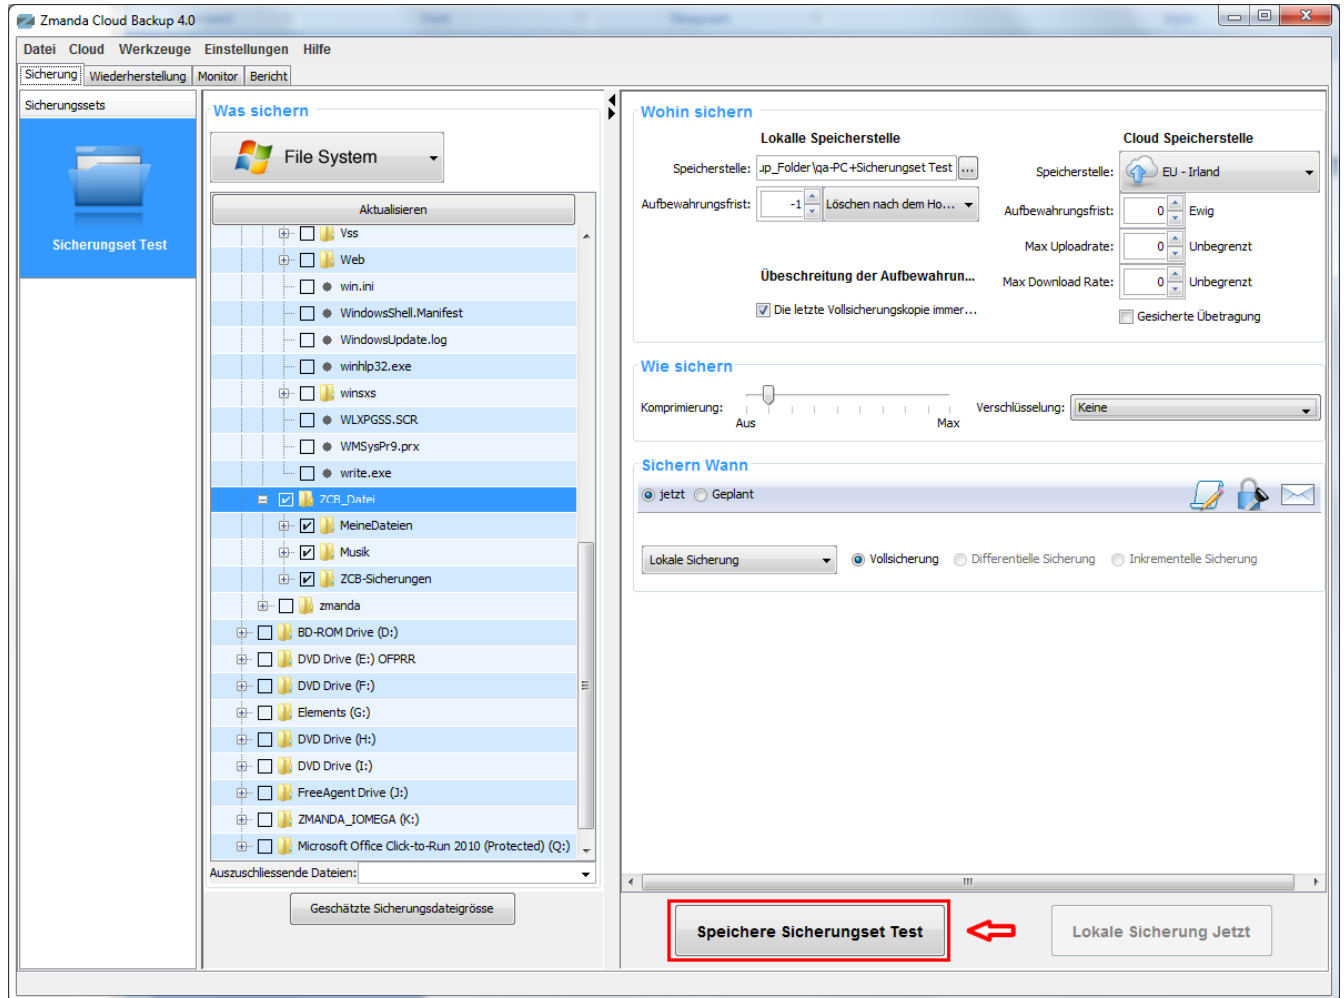 Zmanda Cloud Backup 4.0
Datei Cloud Werkzeuge Einstellungen Hilfe
Sicherung Wiederherstellung Monitor Bericht
Sicherungssets
Sicherungset Test
Was sichern
File System
Aktualisieren
Vss
Web
win.ini
WindowsShell.Manifest
WindowsUpdate.log
winhlp32.exe
winsxs
WLXPGSS.SCR
WMSysPr9.prx
write.exe
ZCB_Datei
MeineDateien
Musik
ZCB-Sicherungen
zmanda
BD-ROM Drive (D:)
DVD Drive (E:) OFPRR
DVD Drive (F:)
Elements (G:)
DVD Drive (H:)
DVD Drive (I:)
FreeAgent Drive (J:)
ZMANDA_IOMEGA (K:)
Microsoft Office Click-to-Run 2010 (Protected) (Q:)
Auszuschliessende Dateien:
Geschätzte Sicherungsdateigrösse
Wohin sichern
Lokalle Speicherstelle
Speicherstelle: up_Folder\qa-PC+Sicherungset Test ...
Aufbewahrungsfrist: -1 Löschen nach dem Ho...
Übeschreitung der Aufbewahrun...
Die letzte Vollsicherungskopie immer...
Cloud Speicherstelle
Speicherstelle: EU - Irland
Aufbewahrungsfrist: 0 Ewig
Max Uploadrate: 0 Unbegrenzt
Max Download Rate: 0 Unbegrenzt
Gesicherte Übetragung
Wie sichern
Komprimierung: Aus Max Verschlüsselung: Keine
Sichern Wann
jetzt Geplant
Lokale Sicherung Vollsicherung Differentielle Sicherung Inkrementelle Sicherung
Speichere Sicherungset Test
Lokale Sicherung Jetzt